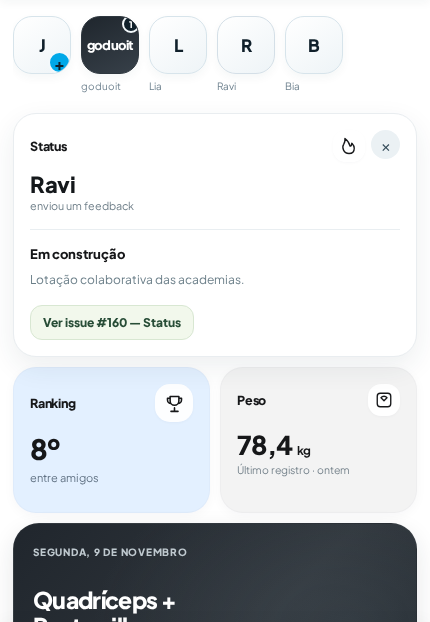 J
+
1
goduoit
L
R
B
goduoit
Lia
Ravi
Bia
Status
×
Ravi
enviou um feedback
Em construção
Lotação colaborativa das academias.
Ver issue #160 — Status
Ranking
8º
entre amigos
Peso
78,4 kg
Último registro · ontem
SEGUNDA, 9 DE NOVEMBRO
Quadríceps +